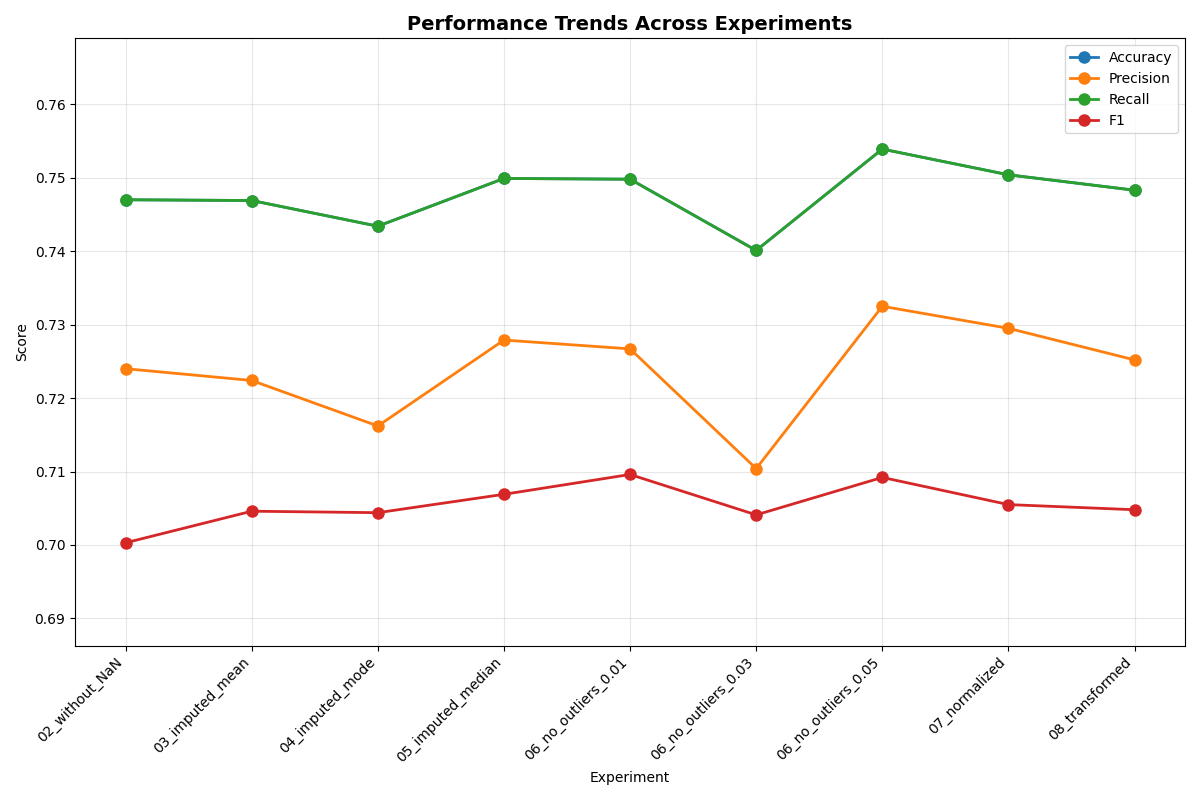 Performance Trends Across Experiments
Accuracy
Precision
Recall
F1
0.76
0.75
0.74
0.73
0.72
0.71
0.70
0.69
Score
02_without_NaN
03_imputed_mean
04_imputed_mode
05_imputed_median
06_no_outliers_0.01
06_no_outliers_0.03
06_no_outliers_0.05
07_normalized
08_transformed
Experiment